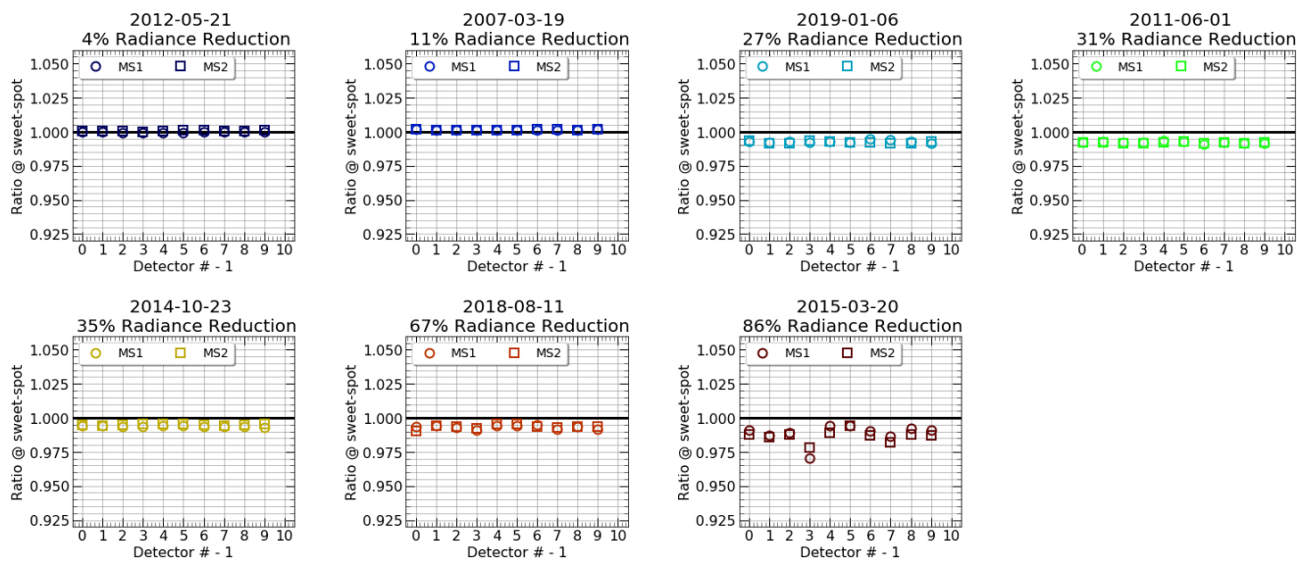 2012-05-21
4% Radiance Reduction
1.050
1.025
1.000
0.975
0.950
0.925
Ratio @ sweet-spot
MS1 MS2
0 1 2 3 4 5 6 7 8 9 10
Detector # - 1
2007-03-19
11% Radiance Reduction
1.050
1.025
1.000
0.975
0.950
0.925
Ratio @ sweet-spot
MS1 MS2
0 1 2 3 4 5 6 7 8 9 10
Detector # - 1
2019-01-06
27% Radiance Reduction
1.050
1.025
1.000
0.975
0.950
0.925
Ratio @ sweet-spot
MS1 MS2
0 1 2 3 4 5 6 7 8 9 10
Detector # - 1
2011-06-01
31% Radiance Reduction
1.050
1.025
1.000
0.975
0.950
0.925
Ratio @ sweet-spot
MS1 MS2
0 1 2 3 4 5 6 7 8 9 10
Detector # - 1
2014-10-23
35% Radiance Reduction
1.050
1.025
1.000
0.975
0.950
0.925
Ratio @ sweet-spot
MS1 MS2
0 1 2 3 4 5 6 7 8 9 10
Detector # - 1
2018-08-11
67% Radiance Reduction
1.050
1.025
1.000
0.975
0.950
0.925
Ratio @ sweet-spot
MS1 MS2
0 1 2 3 4 5 6 7 8 9 10
Detector # - 1
2015-03-20
86% Radiance Reduction
1.050
1.025
1.000
0.975
0.950
0.925
Ratio @ sweet-spot
MS1 MS2
0 1 2 3 4 5 6 7 8 9 10
Detector # - 1